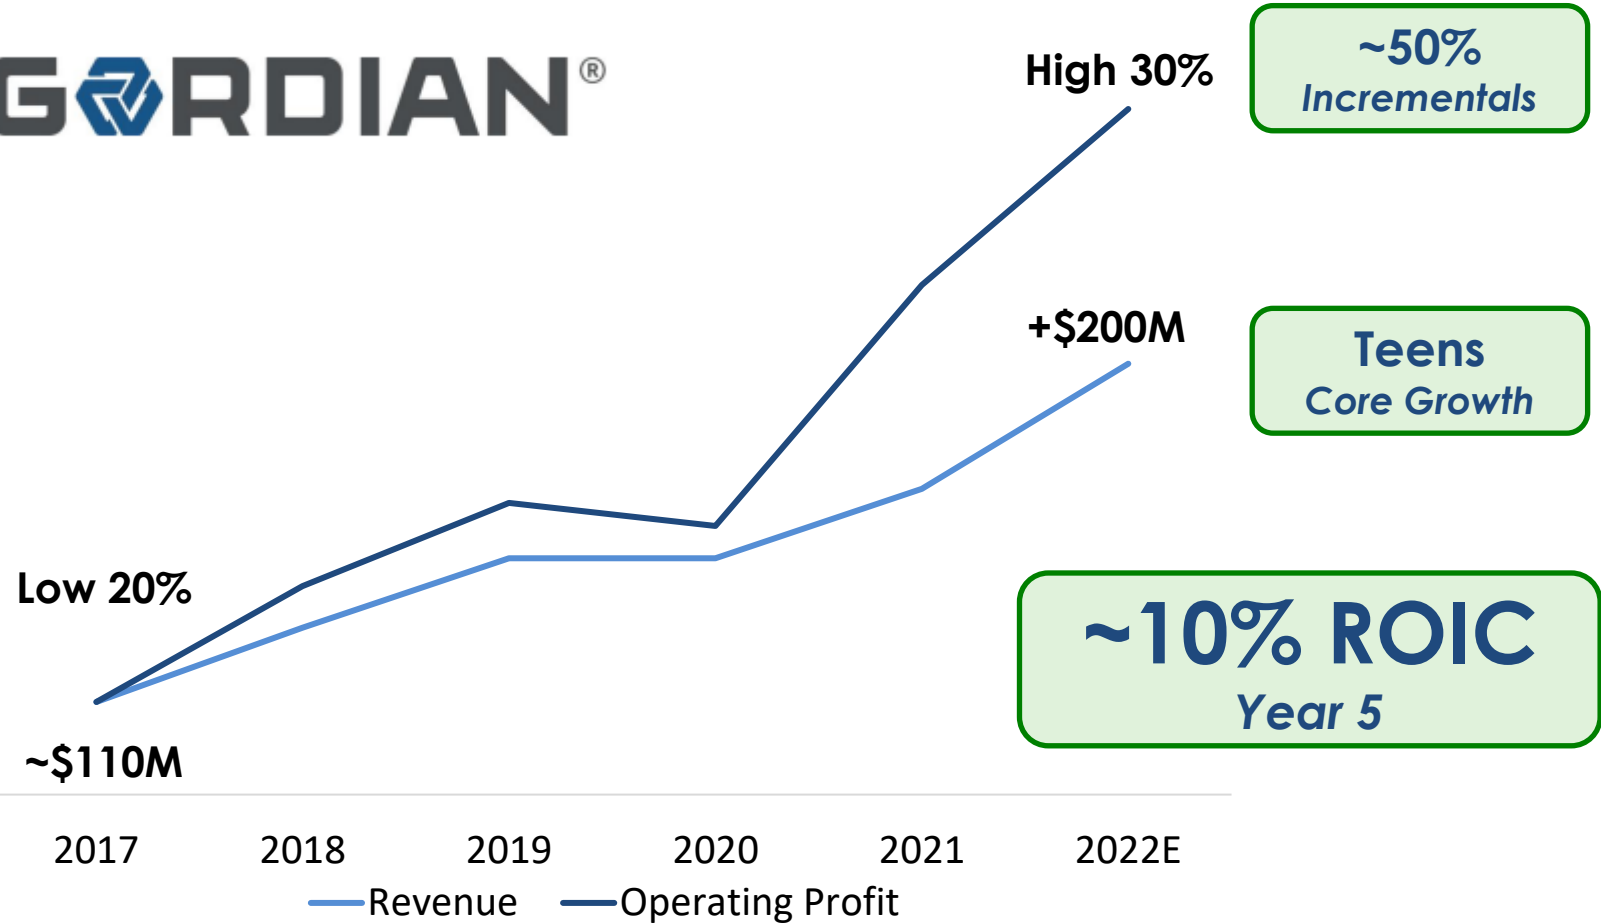 GORDIAN®
High 30%
~50%
Incrementals
+$200M
Teens
Core Growth
Low 20%
~10% ROIC
Year 5
~$110M
2017 2018 2019 2020 2021 2022E
Revenue Operating Profit